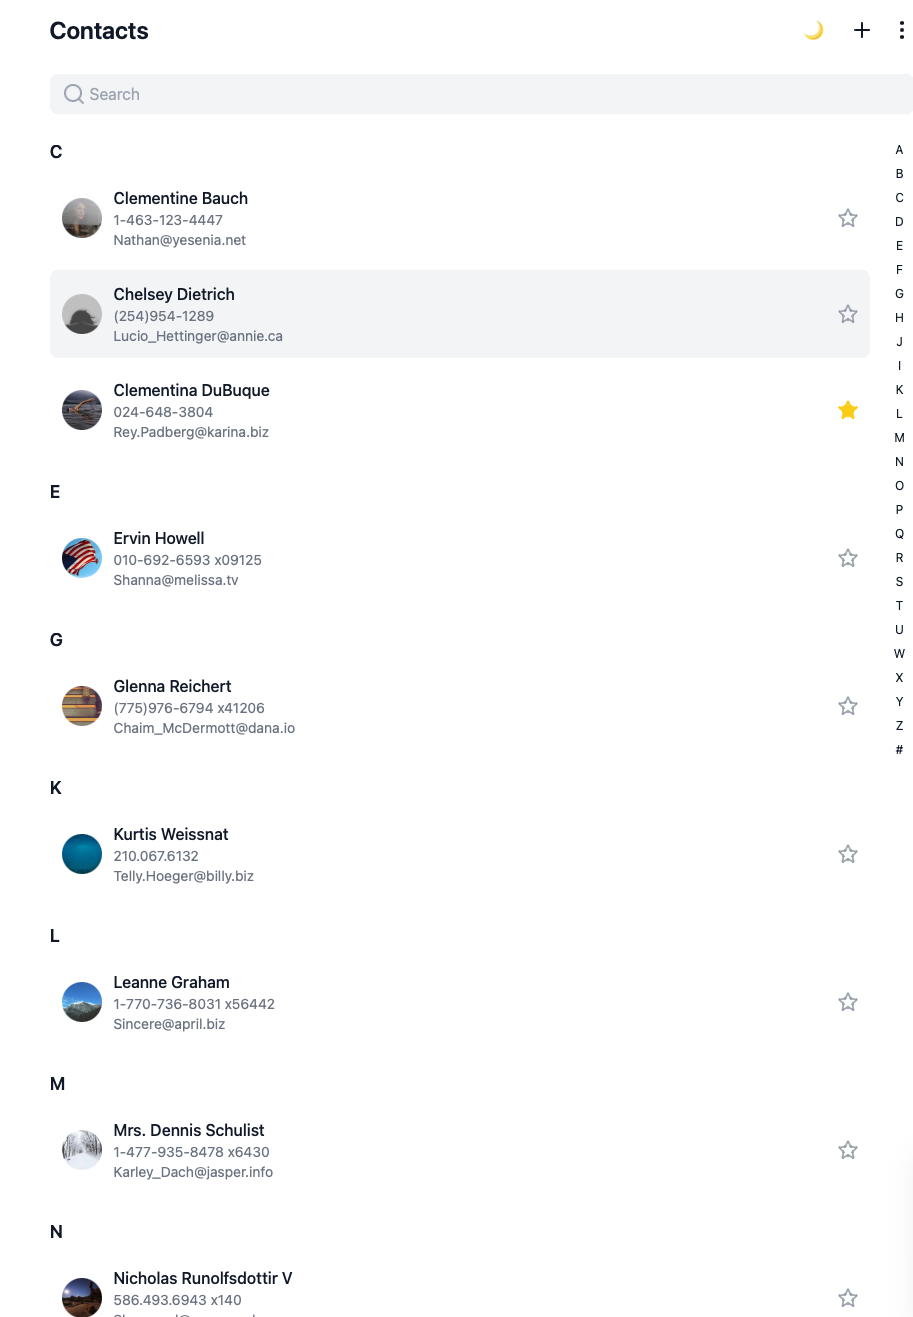 Contacts
Search
C
Clementine Bauch
1-463-123-4447
Nathan@yesenia.net
Chelsey Dietrich
(254)954-1289
Lucio_Hettinger@annie.ca
Clementina DuBuque
024-648-3804
Rey.Padberg@karina.biz
E
Ervin Howell
010-692-6593 x09125
Shanna@melissa.tv
G
Glenna Reichert
(775)976-6794 x41206
Chaim_McDermott@dana.io
K
Kurtis Weissnat
210.067.6132
Telly.Hoeger@billy.biz
L
Leanne Graham
1-770-736-8031 x56442
Sincere@april.biz
M
Mrs. Dennis Schulist
1-477-935-8478 x6430
Karley_Dach@jasper.info
N
Nicholas Runolfsdottir V
586.493.6943 x140
A
B
C
D
E
F
G
H
J
I
K
L
M
N
O
P
Q
R
S
T
U
W
X
Y
Z
#